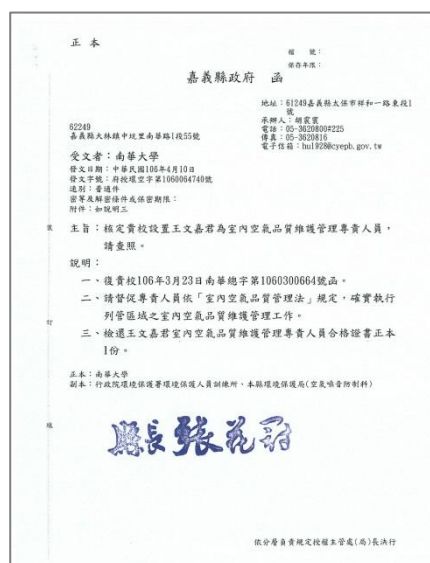 正 本
檔 號：
保存年限：
嘉義縣政府 函
地址：61249嘉義縣太保市祥和一路東段1
號
承辦人：胡宸寰
電話：05-3620800#225
傳真：05-3620816
電子信箱：hu1928@cyepb.gov.tw
62249
嘉義縣大林鎮中坑里南華路1段55號
受文者：南華大學
發文日期：中華民國106年04月10日
發文字號：府授環空字第1060064740號
速別：普通件
密等及解密條件或保密期限：
附件：如說明三
主旨：核定貴校設置王文嘉君為室內空氣品質維護管理專責人員，
請查照。
說明：
一、復貴校106年3月23日南華總字第1060300664號函。
二、請督促專責人員依「室內空氣品質管理法」規定，確實執行
列管區域之室內空氣品質維護管理工作。
三、檢還王文嘉君室內空氣品質維護管理專責人員合格證書正本
1份。
正本：南華大學
副本：行政院環境保護署環境保護人員訓練所、本縣環境保護局(空氣噪音防制科)
縣長張花冠
依分層負責規定授權主管處(局)長決行
裝
訂
線